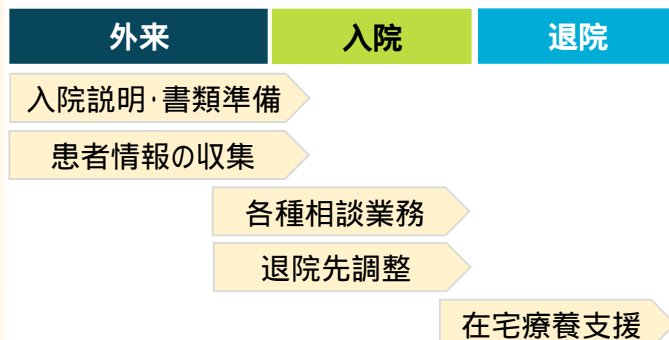 外来 入院 退院
入院説明・書類準備
患者情報の収集
各種相談業務
退院先調整
在宅療養支援